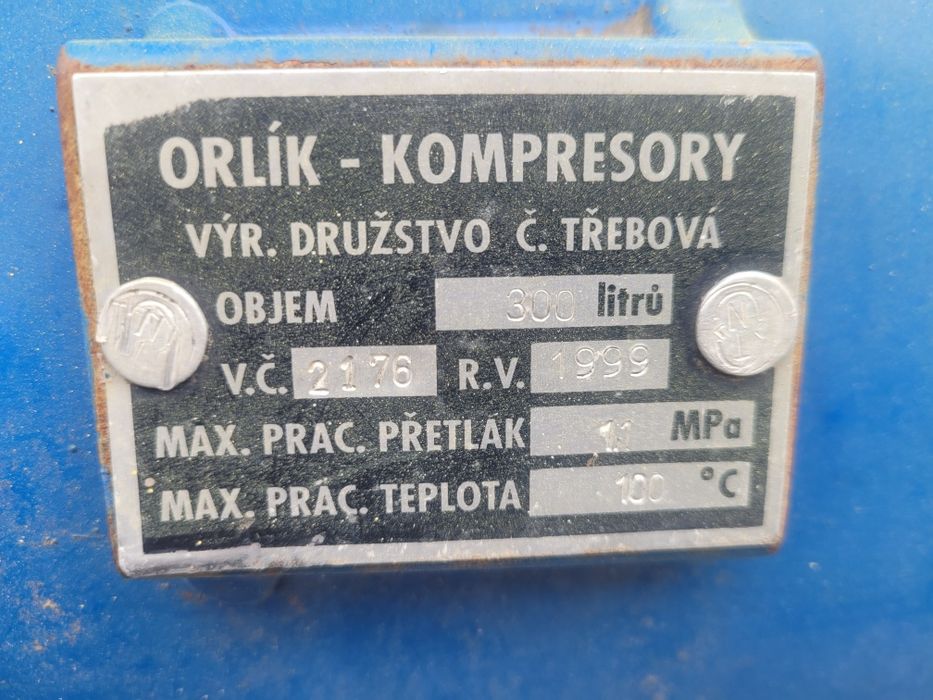 ORLÍK - KOMPRESORY
VÝR. DRUŽSTVO Č. TŘEBOVÁ
OBJEM 300 litrů
V.Č. 2176 R.V. 1999
MAX. PRAC. PŘETLAK MPa
MAX. PRAC. TEPLOTA 100 °C